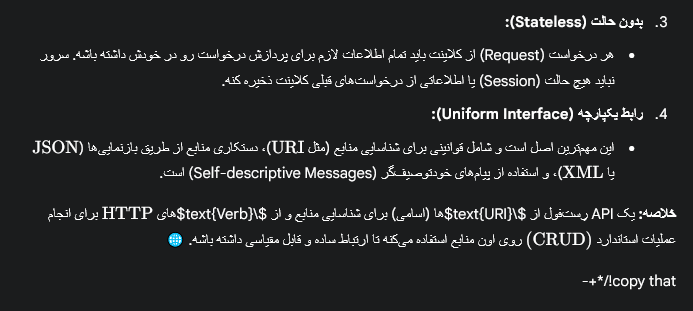 3. بدون حالت (Stateless):
• هر درخواست (Request) از کلاینت باید تمام اطلاعات لازم برای پردازش درخواست رو در خودش داشته باشه. سرور
نباید هیچ حالت (Session) یا اطلاعاتی از درخواست‌های قبلی کلاینت ذخیره کنه.
4. رابط یکپارچه (Uniform Interface):
• این مهم‌ترین اصل است و شامل قوانینی برای شناسایی منابع (مثل URI)، دستکاری منابع از طریق بازنمایی‌ها (JSON
یا XML)، و استفاده از پیام‌های خودتوصیف‌گر (Self-descriptive Messages) است.
خلاصه: یک API رِست‌فول از $\text{URI}$ها (اسامی) برای شناسایی منابع و از $\text{Verb}$های HTTP برای انجام
عملیات استاندارد (CRUD) روی اون منابع استفاده می‌کنه تا ارتباط ساده و قابل مقیاسی داشته باشه. 🌐
-+*/!copy that